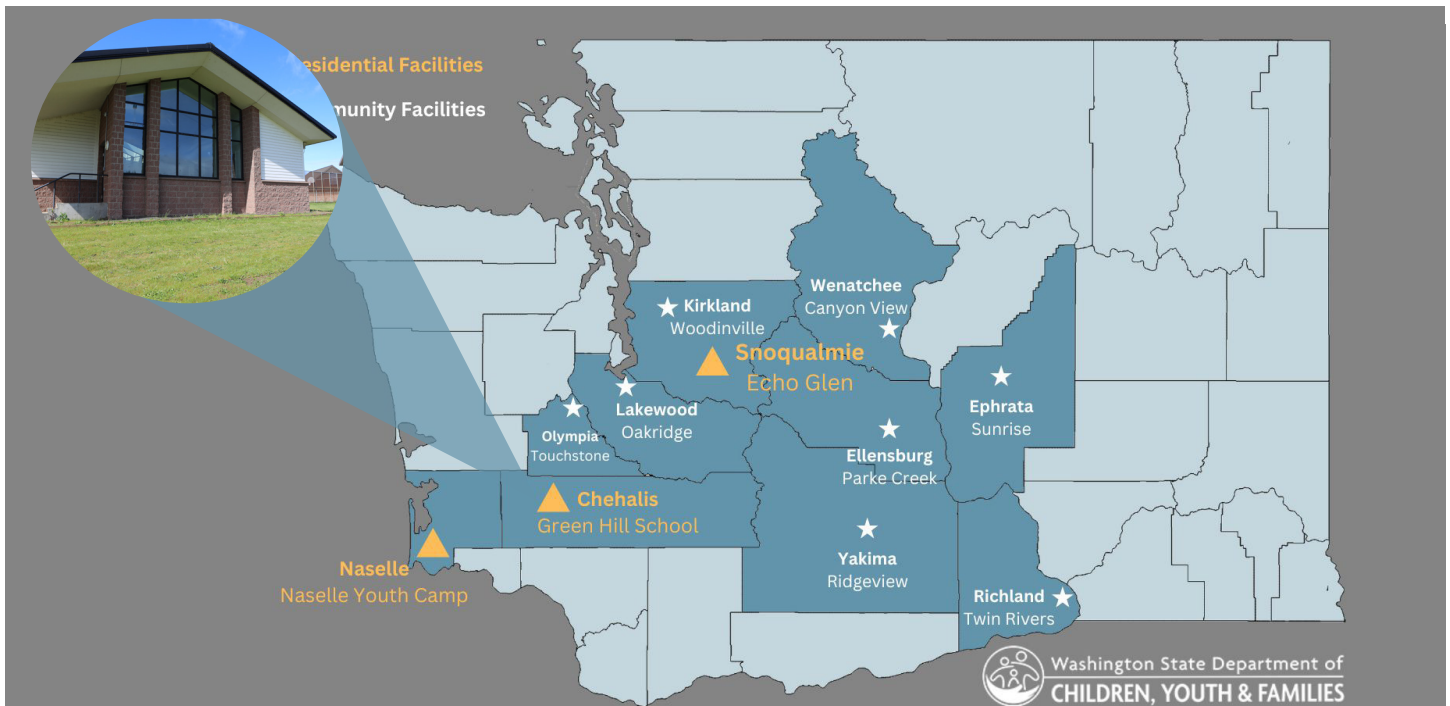 esidential Facilities
munity Facilities
Wenatchee
Canyon View
Kirkland
Woodinville
Snoqualmie
Echo Glen
Lakewood
Oakridge
Ephrata
Sunrise
Olympia
Touchstone
Ellensburg
Parke Creek
Chehalis
Green Hill School
Yakima
Ridgeview
Naselle
Naselle Youth Camp
Richland
Twin Rivers
Washington State Department of
CHILDREN, YOUTH & FAMILIES